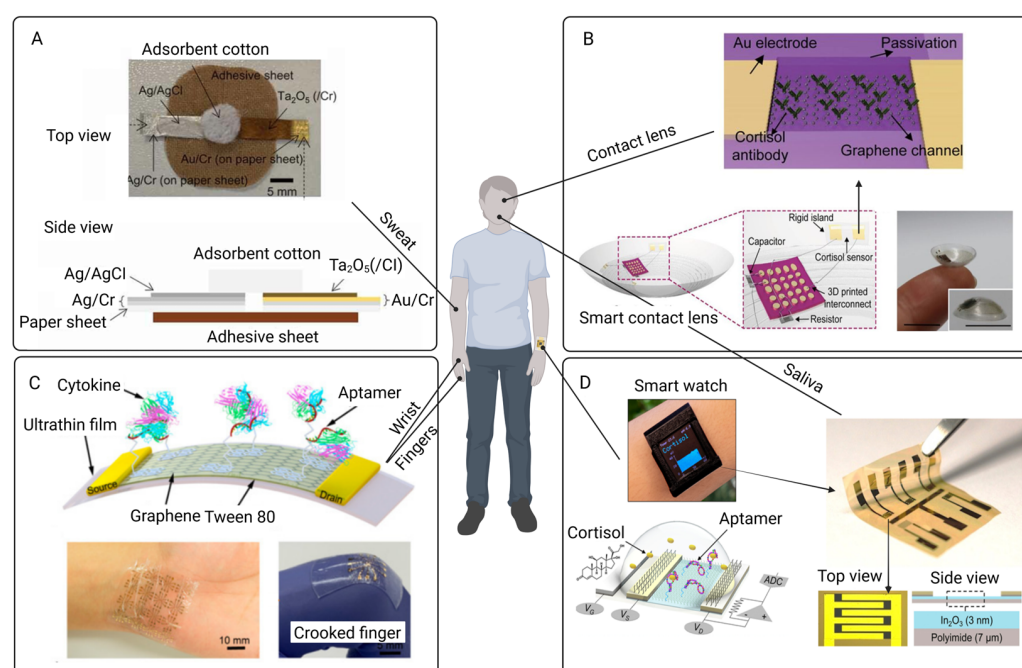 A
Adsorbent cotton
Adhesive sheet
Ag/AgCl
Ta2O5(/Cr)
Top view
Au/Cr (on paper sheet)
Ag/Cr (on paper sheet)
5 mm
Side view
Adsorbent cotton
Ta2O5(/Cl)
Ag/AgCl
Ag/Cr
Au/Cr
Paper sheet
Adhesive sheet
Sweat
B
Au electrode
Passivation
Cortisol
antibody
Graphene channel
Contact lens
Rigid island
Capacitor
Cortisol sensor
3D printed
Interconnect
Resistor
Smart contact lens
C
Cytokine
Aptamer
Ultrathin film
Source
Drain
Graphene
Tween 80
10 mm
Crooked finger
5 mm
Wrist
Fingers
Saliva
D
Smart watch
Cortisol
Cortisol
Aptamer
ADC
VG
VS
VD
- +
Top view
Side view
In2O3 (3 nm)
Polyimide (7 μm)